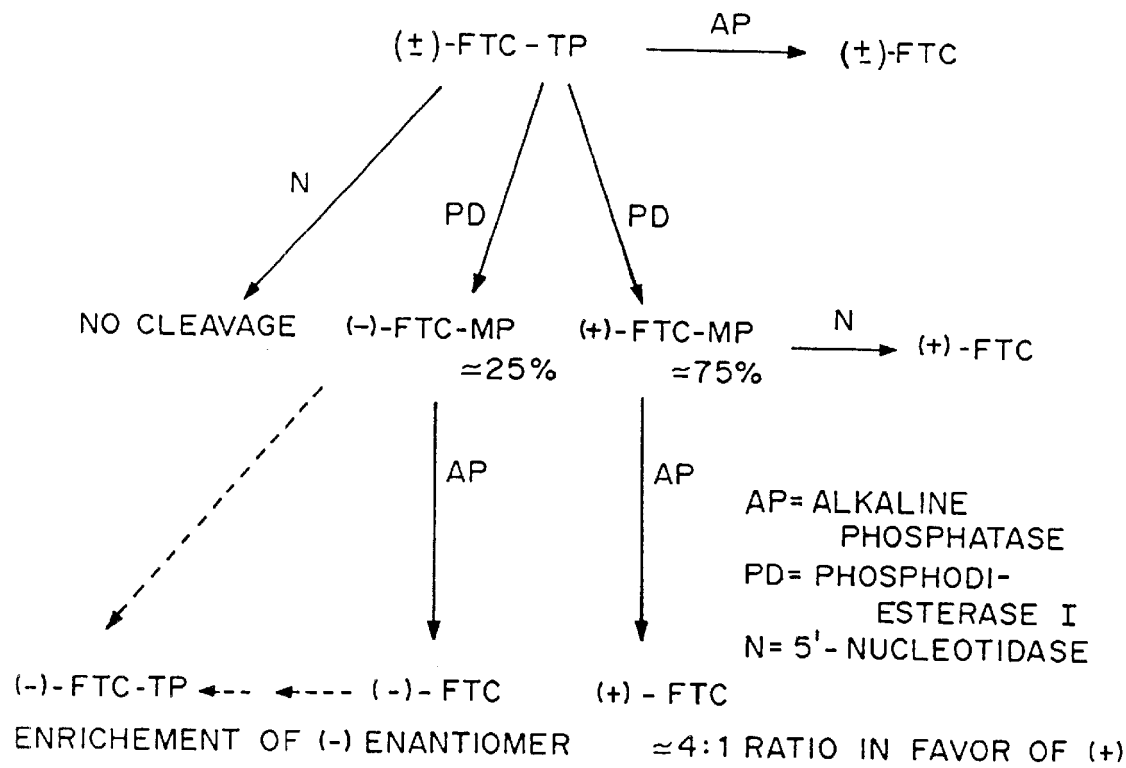 (±)-FTC-TP
AP
(±)-FTC
N
PD
PD
NO CLEAVAGE
(-)-FTC-MP
≃25%
(+)-FTC-MP
≃75%
N
(+)-FTC
AP
AP
AP= ALKALINE
PHOSPHATASE
PD= PHOSPHODI-
ESTERASE I
N= 5'-NUCLEOTIDASE
(-)-FTC-TP
(-)-FTC
(+)-FTC
ENRICHEMENT OF (-) ENANTIOMER
≃4:1 RATIO IN FAVOR OF (+)